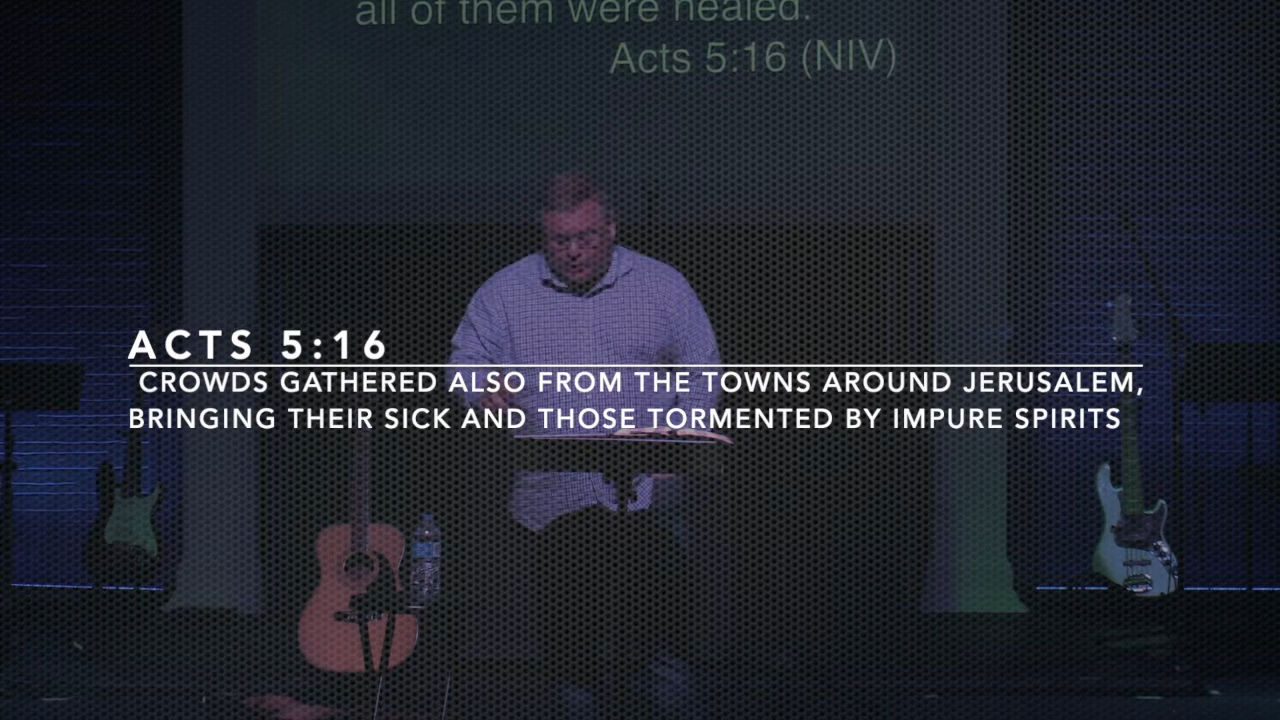 all of them were healed.
Acts 5:16 (NIV)
ACTS 5:16
CROWDS GATHERED ALSO FROM THE TOWNS AROUND JERUSALEM,
BRINGING THEIR SICK AND THOSE TORMENTED BY IMPURE SPIRITS